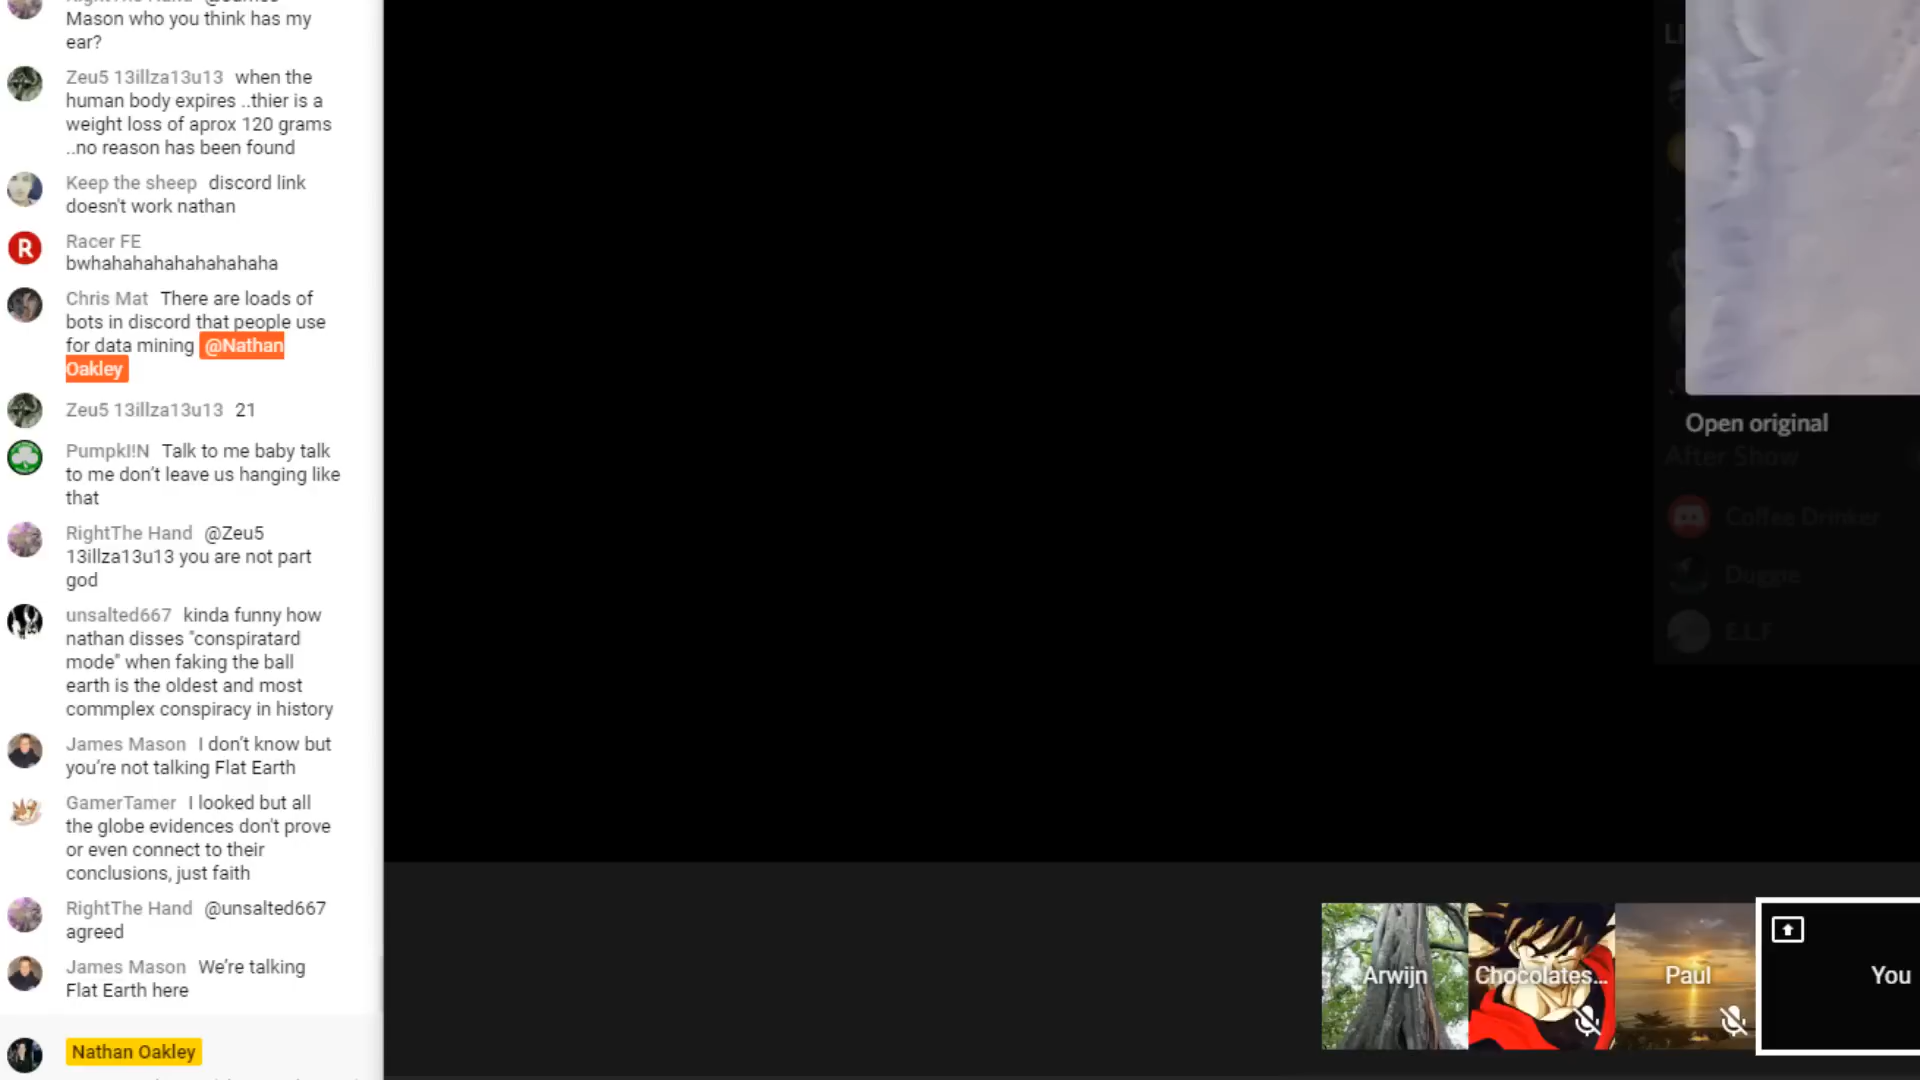 Mason who you think has my
ear?
Zeu5 13illza13u13 when the
human body expires ..thier is a
weight loss of aprox 120 grams
..no reason has been found
Keep the sheep discord link
doesn't work nathan
R
Racer FE
bwhahahahahahahahaha
Chris Mat There are loads of
bots in discord that people use
for data mining @Nathan
Oakley
Zeu5 13illza13u13 21
PumpkI!N Talk to me baby talk
to me don't leave us hanging like
that
RightThe Hand @Zeu5
13illza13u13 you are not part
god
unsalted667 kinda funny how
nathan disses "conspiratard
mode" when faking the ball
earth is the oldest and most
commplex conspiracy in history
James Mason I don't know but
you're not talking Flat Earth
GamerTamer I looked but all
the globe evidences don't prove
or even connect to their
conclusions, just faith
RightThe Hand @unsalted667
agreed
James Mason We're talking
Flat Earth here
Nathan Oakley
Open original
After Show
Coffee Drinker
Duggie
E.L.F
Arwijn
Chocolates...
Paul
You